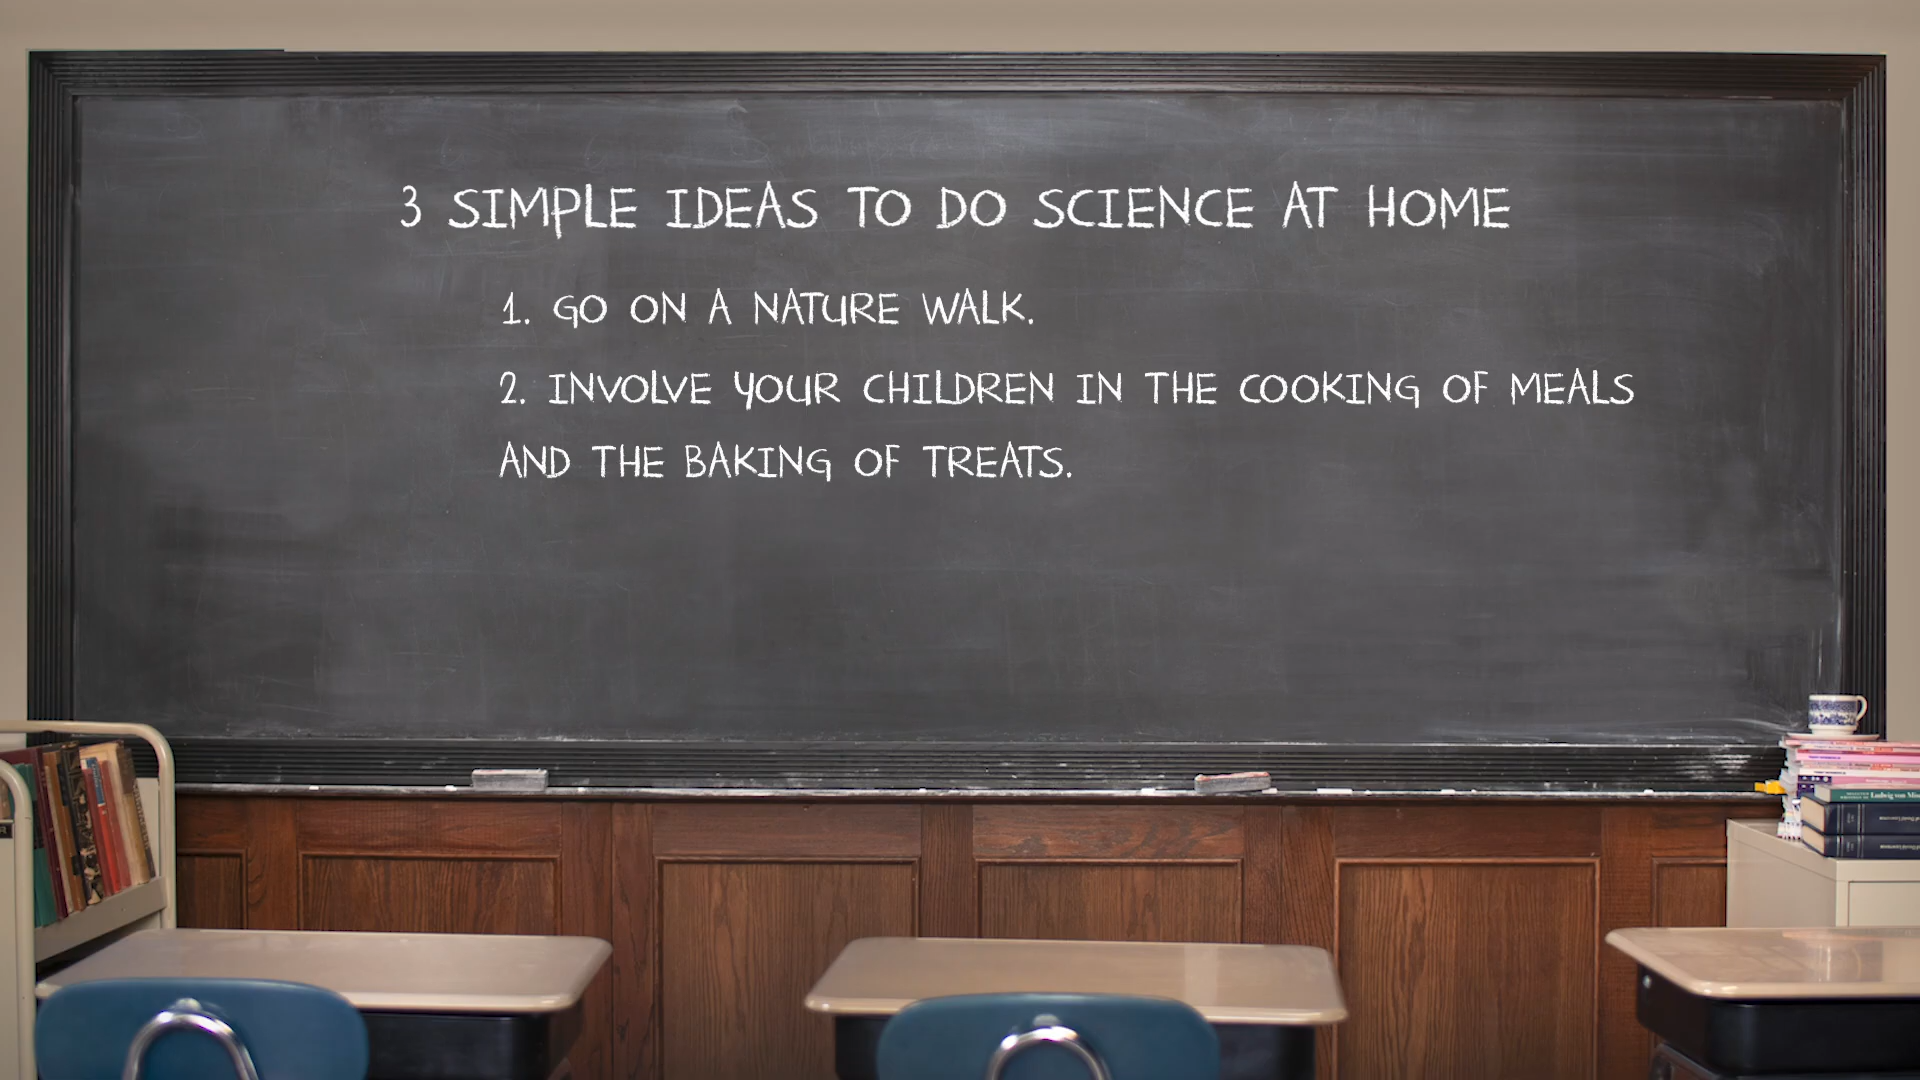 3 SIMPLE IDEAS TO DO SCIENCE AT HOME
1. GO ON A NATURE WALK.
2. INVOLVE YOUR CHILDREN IN THE COOKING OF MEALS
AND THE BAKING OF TREATS.